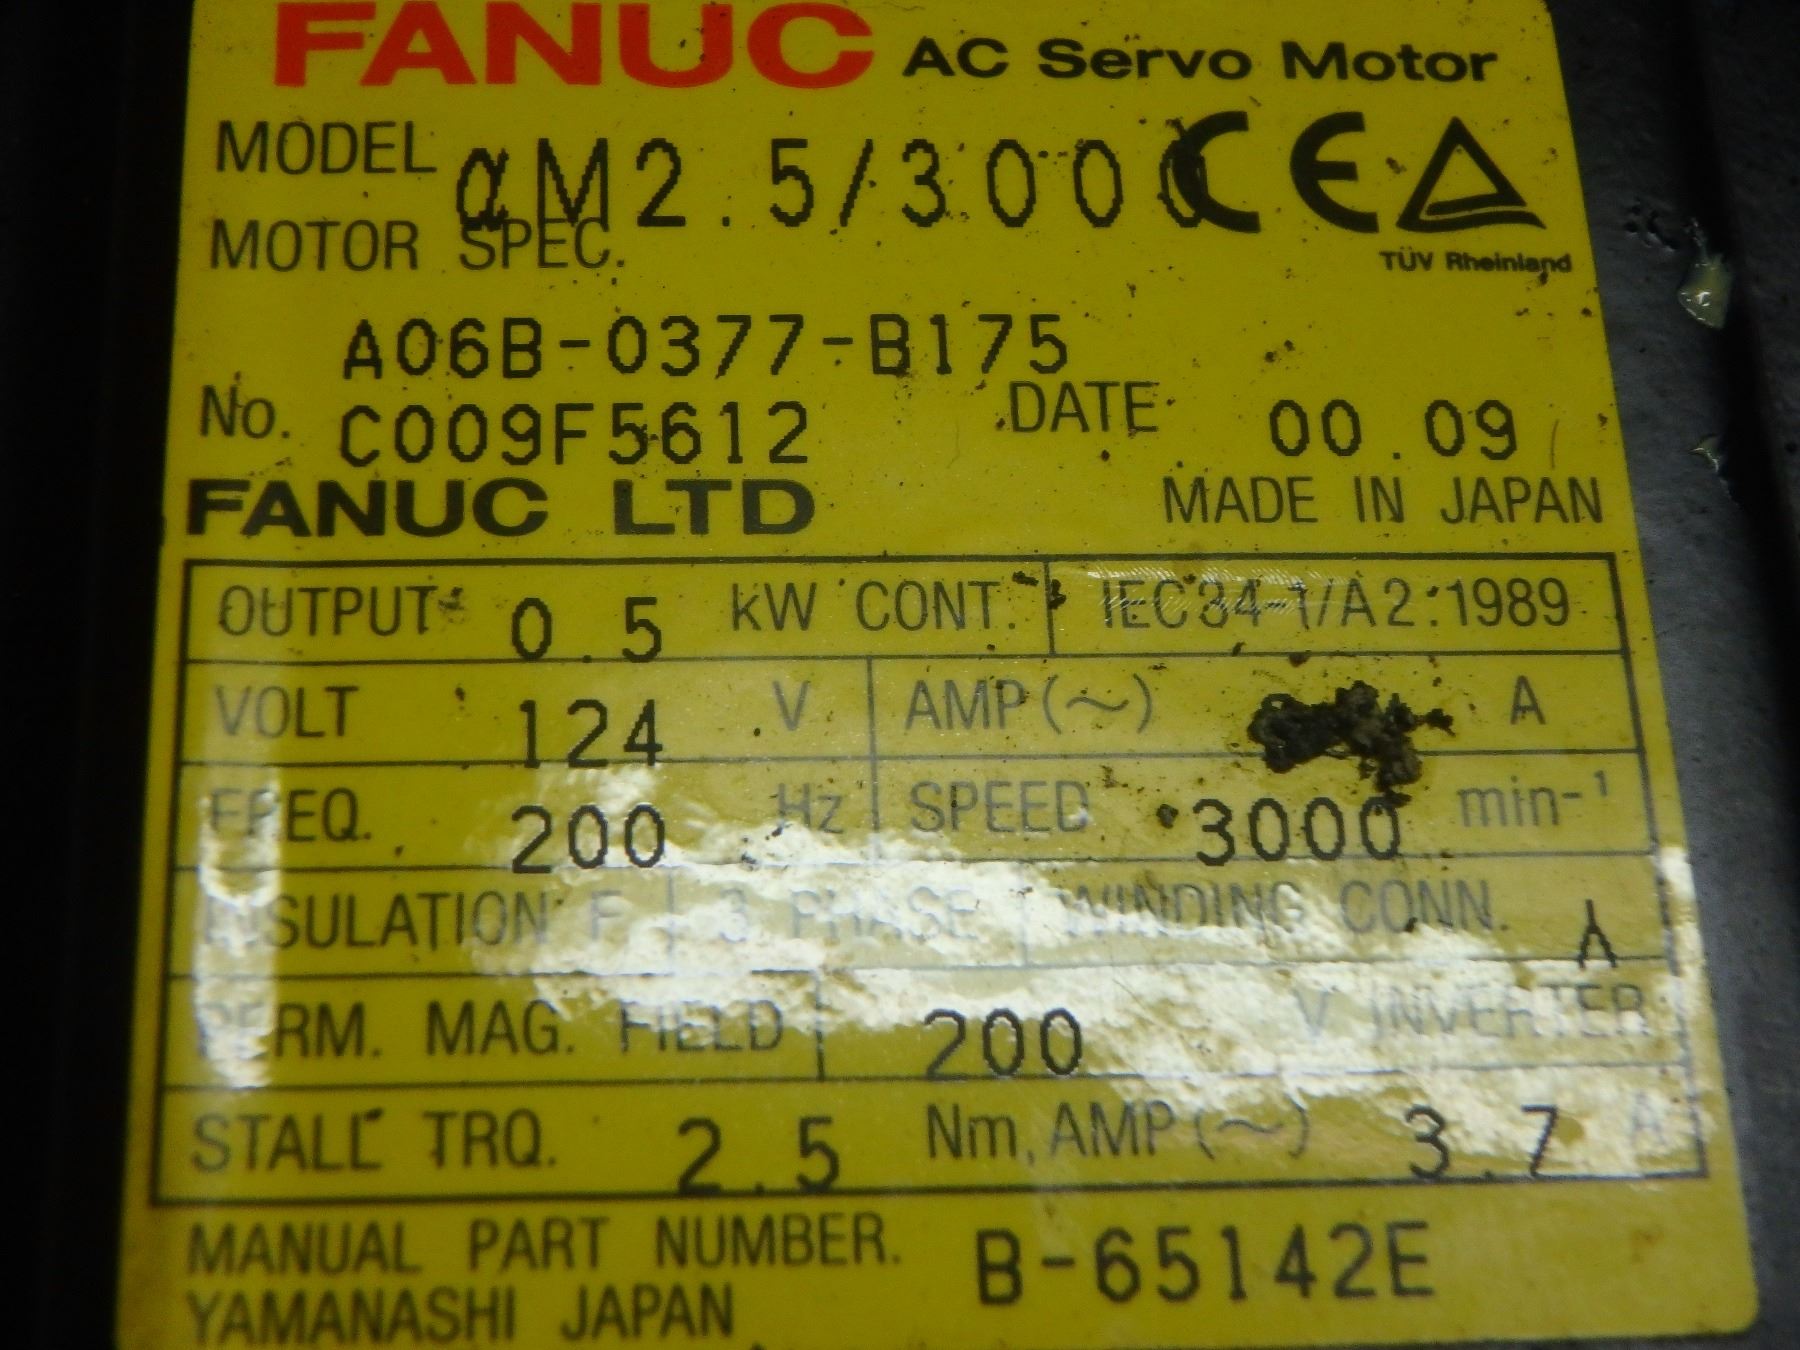 FANUC AC Servo Motor
MODEL αM2.5/3000 CE
MOTOR SPEC.
TÜV Rheinland
A06B-0377-B175
No. C009F5612 DATE 00.09
FANUC LTD MADE IN JAPAN
OUTPUT 0.5 kW CONT. IEC34-1/A2:1989
VOLT 124 V AMP(~) A
FREQ. 200 Hz SPEED 3000 min-¹
INSULATION F 3 PHASE WINDING CONN. Y
PERM. MAG. FIELD 200 V INVERTER
STALL TRQ. 2.5 Nm, AMP(~) 3.7 A
MANUAL PART NUMBER. B-65142E
YAMANASHI JAPAN